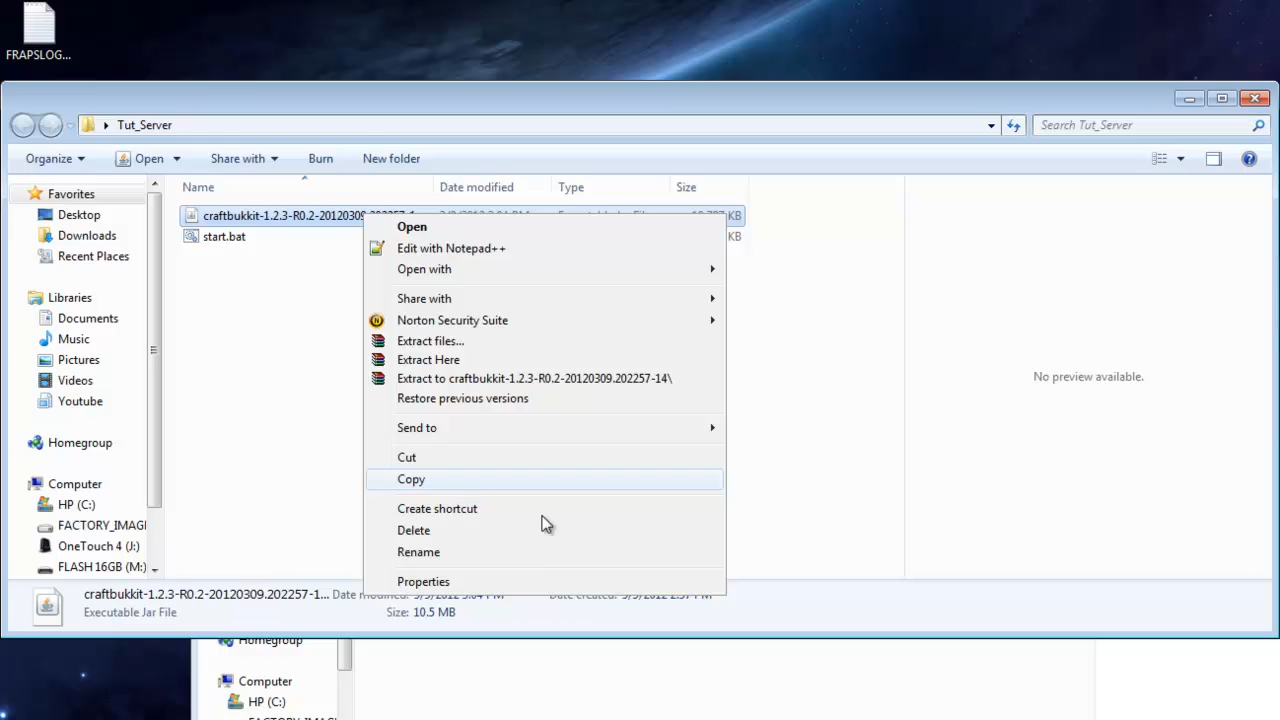 FRAPSLOG...
Tut_Server
Search Tut_Server
Organize Open Share with Burn New folder
Name Date modified Type Size
Favorites
Desktop
Downloads
Recent Places
Libraries
Documents
Music
Pictures
Videos
Youtube
Homegroup
Computer
HP (C:)
FACTORY_IMAG
OneTouch 4 (J:)
FLASH 16GB (M:)
craftbukkit-1.2.3-R0.2-20120309.202257-1
KB
start.bat
KB
Open
Edit with Notepad++
Open with
Share with
Norton Security Suite
Extract files...
Extract Here
Extract to craftbukkit-1.2.3-R0.2-20120309.202257-14\
Restore previous versions
Send to
Cut
Copy
Create shortcut
Delete
Rename
Properties
No preview available.
craftbukkit-1.2.3-R0.2-20120309.202257-1... Date modified:
Executable Jar File Size: 10.5 MB
Homegroup
Computer
HP (C:)